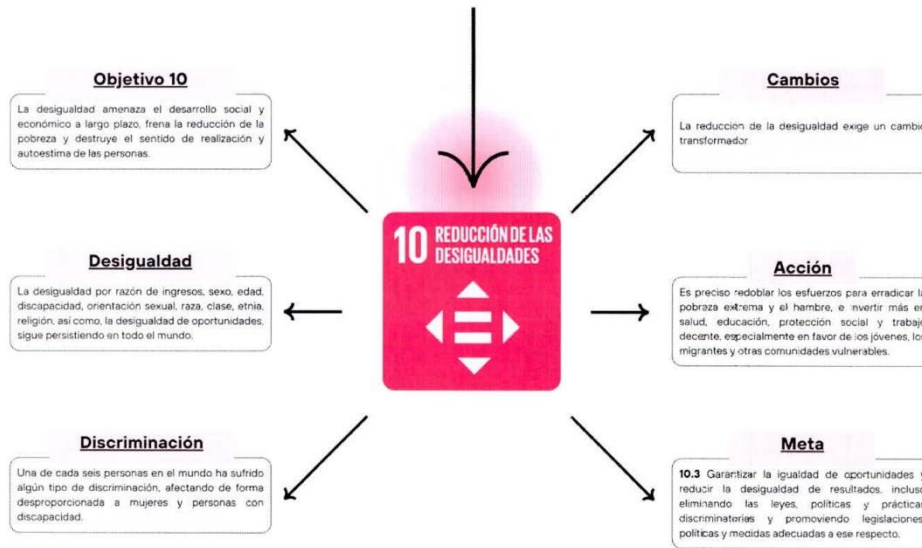 Objetivo 10
La desigualdad amenaza el desarrollo social y
económico a largo plazo, frena la reducción de la
pobreza y destruye el sentido de realización y
autoestima de las personas.
Desigualdad
La desigualdad por razón de ingresos, sexo, edad,
discapacidad, orientación sexual, raza, clase, etnia,
religión, así como, la desigualdad de oportunidades,
sigue persistiendo en todo el mundo.
Discriminación
Una de cada seis personas en el mundo ha sufrido
algún tipo de discriminación, afectando de forma
desproporcionada a mujeres y personas con
discapacidad.
10 REDUCCIÓN DE LAS
DESIGUALDADES
Cambios
La reducción de la desigualdad exige un cambio
transformador
Acción
Es preciso redoblar los esfuerzos para erradicar la
pobreza extrema y el hambre, e invertir más en
salud, educación, protección social y trabajo
decente, especialmente en favor de los jóvenes, los
migrantes y otras comunidades vulnerables.
Meta
10.3 Garantizar la igualdad de oportunidades y
reducir la desigualdad de resultados, incluso
eliminando las leyes, políticas y prácticas
discriminatorias y promoviendo legislaciones
políticas y medidas adecuadas a ese respecto.